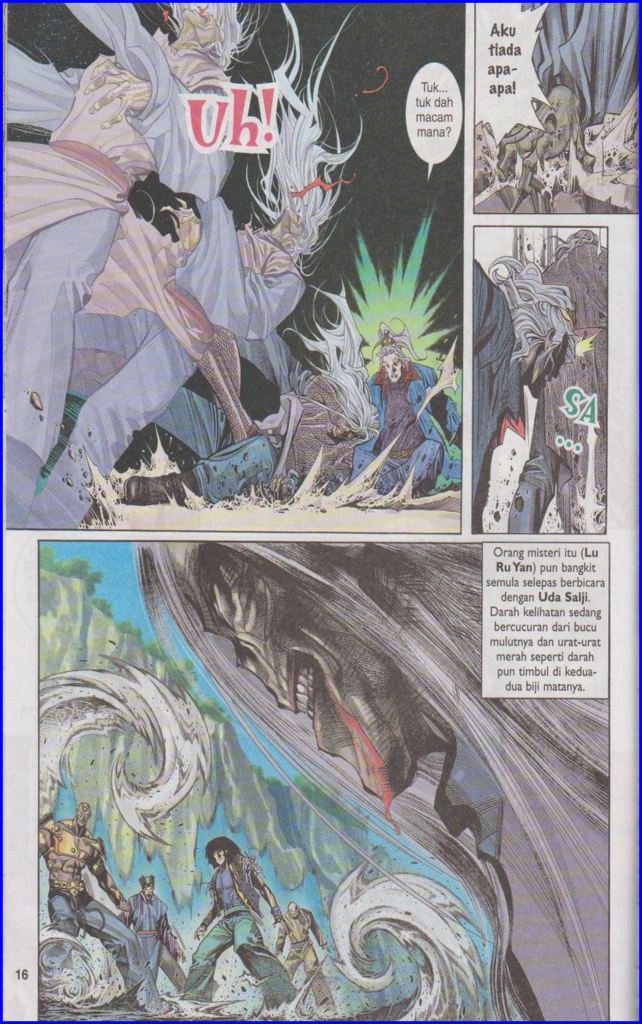 Uh!
Tuk...
tuk dah
macam
mana?
Aku
tiada
apa-
apa!
SA
...
Orang misteri itu (Lu
Ru Yan) pun bangkit
semula selepas berbicara
dengan Uda Salji.
Darah kelihatan sedang
bercucuran dari bucu
mulutnya dan urat-urat
merah seperti darah
pun timbul di kedua-
dua biji matanya.
16